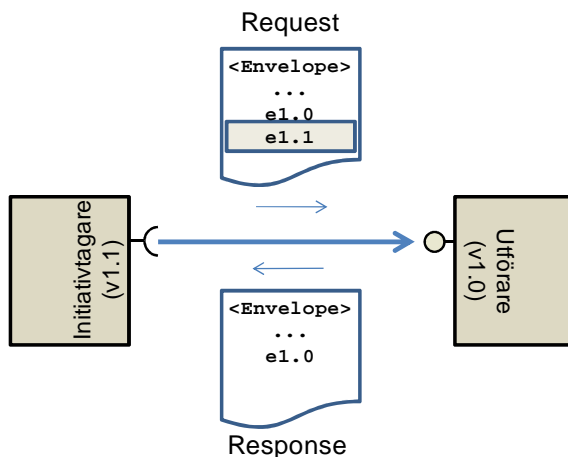 Request
<Envelope>
...
e1.0
e1.1
Initiativtagare
(v1.1)
Utförare
(v1.0)
<Envelope>
...
e1.0
Response